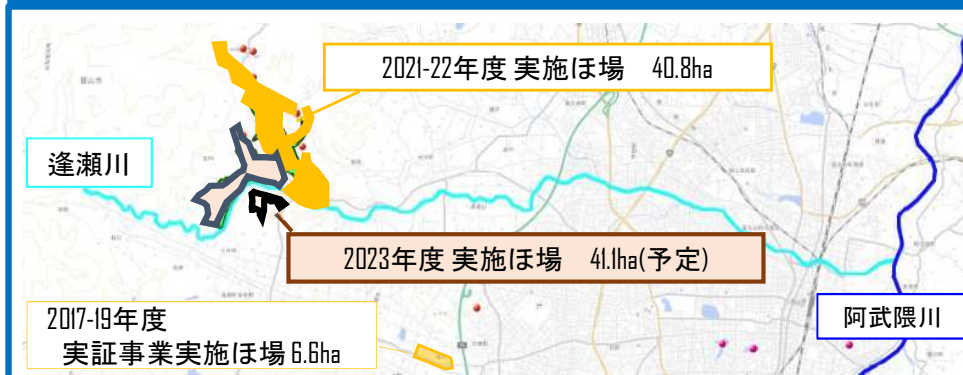 2021-22年度 実施ほ場　40.8ha
逢瀬川
2023年度 実施ほ場　41.1ha(予定)
2017-19年度
実証事業実施ほ場 6.6ha
阿武隈川